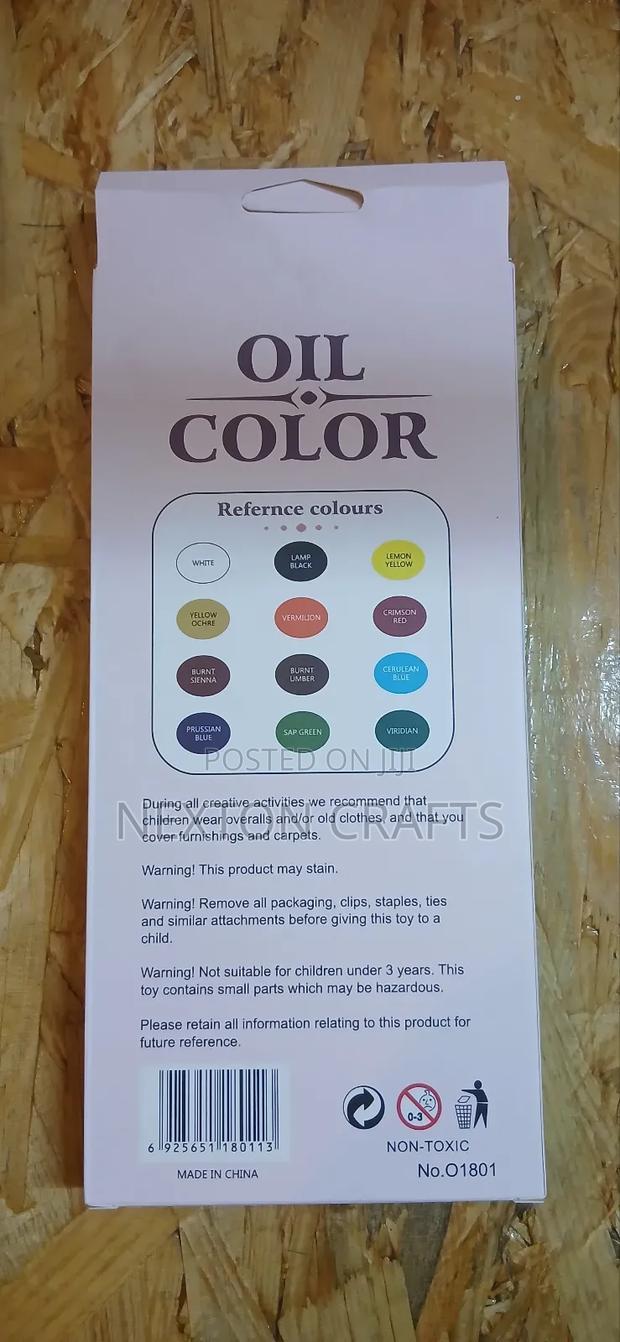 OIL
COLOR
Refernce colours
WHITE
LAMP
BLACK
LEMON
YELLOW
YELLOW
OCHRE
VERMILION
CRIMSON
RED
BURNT
SIENNA
BURNT
UMBER
CERULEAN
BLUE
PRUSSIAN
BLUE
SAP GREEN
VIRIDIAN
POSTED ON JIJI
NEXTON CRAFTS
During all creative activities we recommend that
children wear overalls and/or old clothes, and that you
cover furnishings and carpets.
Warning! This product may stain.
Warning! Remove all packaging, clips, staples, ties
and similar attachments before giving this toy to a
child.
Warning! Not suitable for children under 3 years. This
toy contains small parts which may be hazardous.
Please retain all information relating to this product for
future reference.
6 925651 180113
MADE IN CHINA
0-3
NON-TOXIC
No.O1801